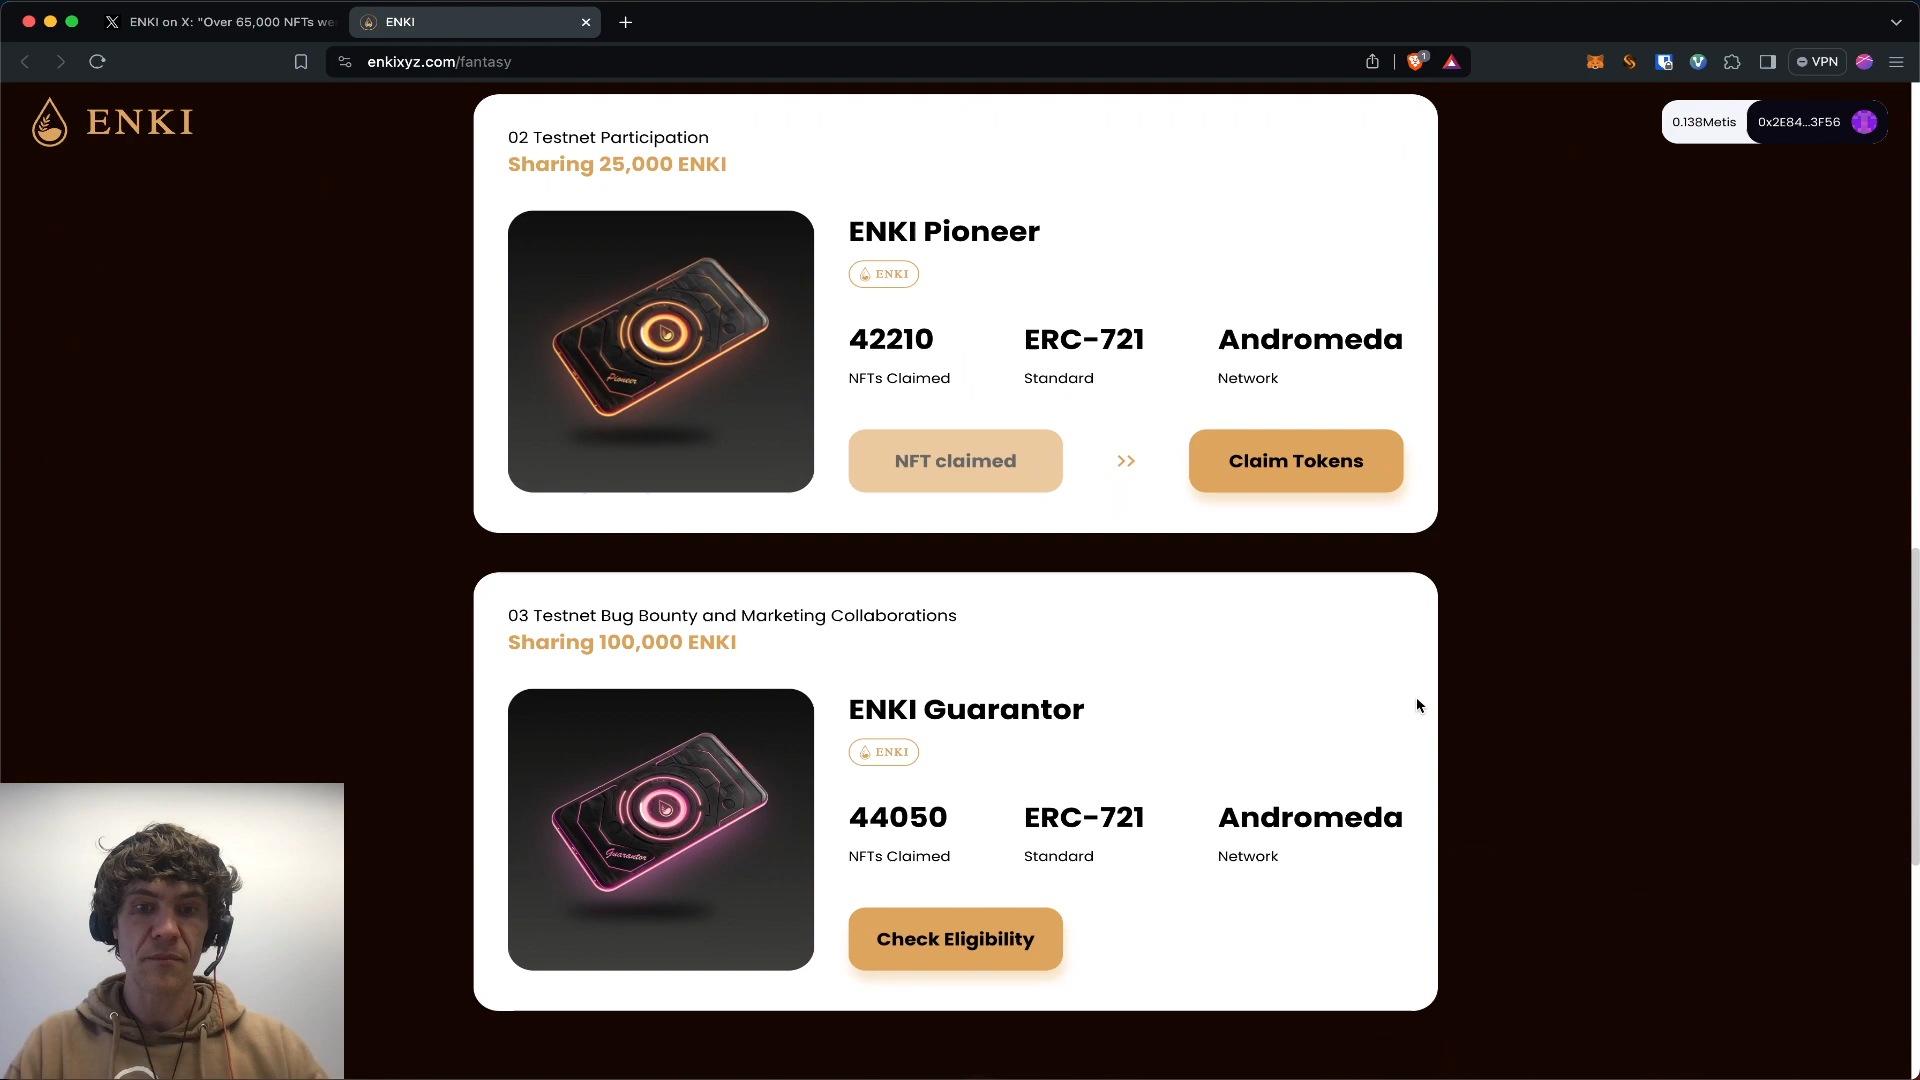 ENKI on X: "Over 65,000 NFTs we
ENKI
enkixyz.com/fantasy
1
VPN
ENKI
0.138Metis
0x2E84...3F56
02 Testnet Participation
Sharing 25,000 ENKI
Pioneer
ENKI Pioneer
ENKI
42210
ERC-721
Andromeda
NFTs Claimed
Standard
Network
NFT claimed
>>
Claim Tokens
03 Testnet Bug Bounty and Marketing Collaborations
Sharing 100,000 ENKI
Guarantor
ENKI Guarantor
ENKI
44050
ERC-721
Andromeda
NFTs Claimed
Standard
Network
Check Eligibility